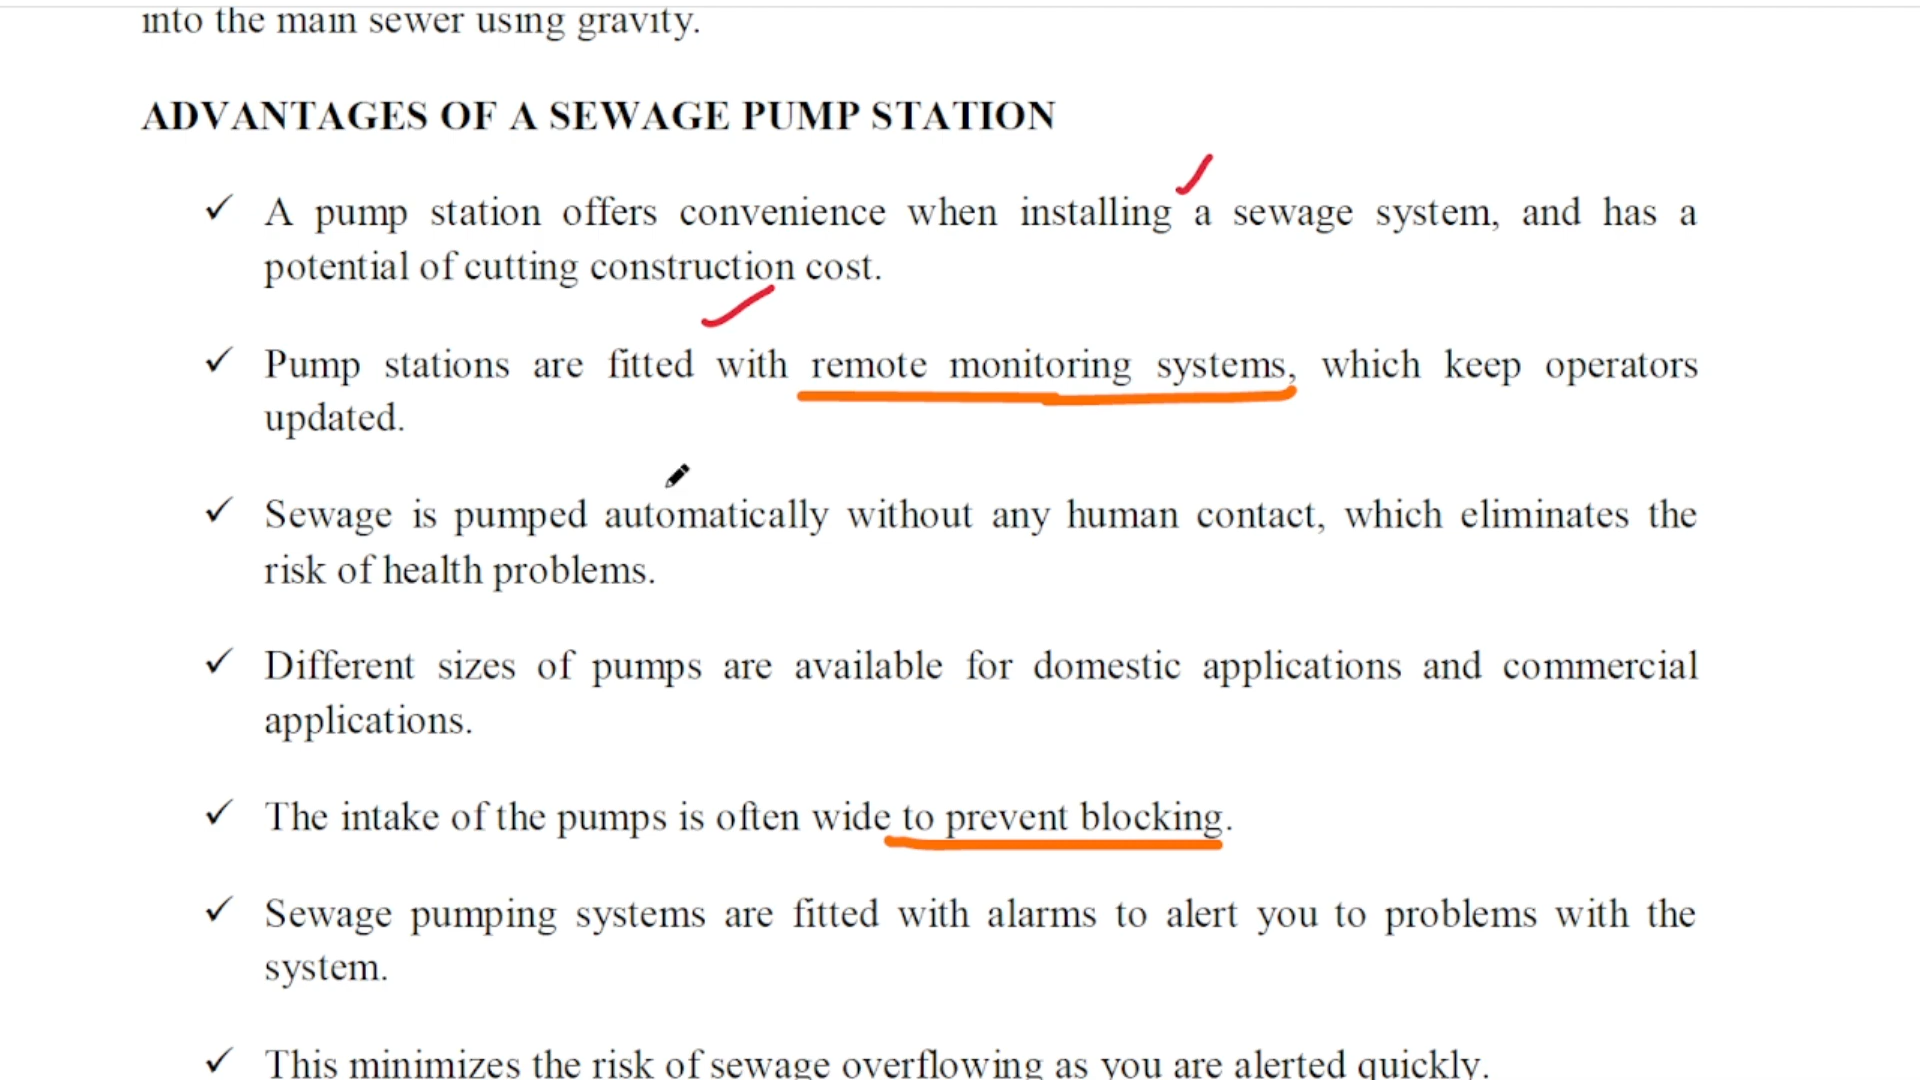 into the main sewer using gravity.
ADVANTAGES OF A SEWAGE PUMP STATION
✓ A pump station offers convenience when installing a sewage system, and has a
potential of cutting construction cost.
✓ Pump stations are fitted with remote monitoring systems, which keep operators
updated.
✓ Sewage is pumped automatically without any human contact, which eliminates the
risk of health problems.
✓ Different sizes of pumps are available for domestic applications and commercial
applications.
✓ The intake of the pumps is often wide to prevent blocking.
✓ Sewage pumping systems are fitted with alarms to alert you to problems with the
system.
✓ This minimizes the risk of sewage overflowing as you are alerted quickly.